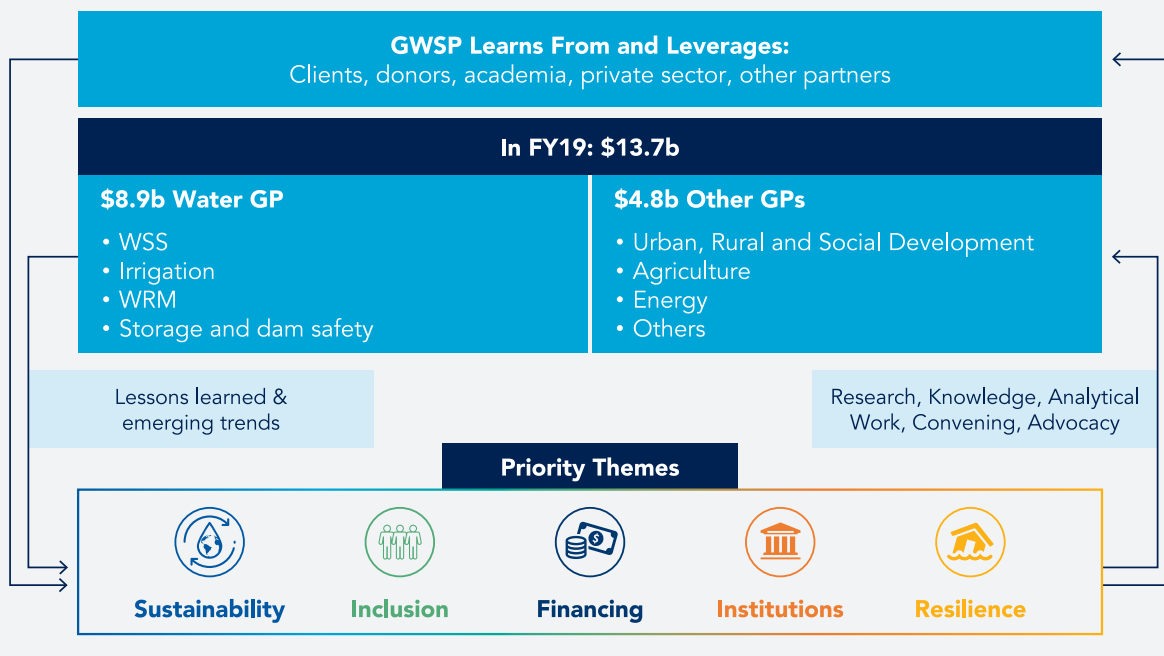 GWSP Learns From and Leverages:
Clients, donors, academia, private sector, other partners
In FY19: $13.7b
$8.9b Water GP
• WSS
• Irrigation
• WRM
• Storage and dam safety
$4.8b Other GPs
• Urban, Rural and Social Development
• Agriculture
• Energy
• Others
Lessons learned &
emerging trends
Research, Knowledge, Analytical
Work, Convening, Advocacy
Priority Themes
$
Sustainability
Inclusion
Financing
Institutions
Resilience